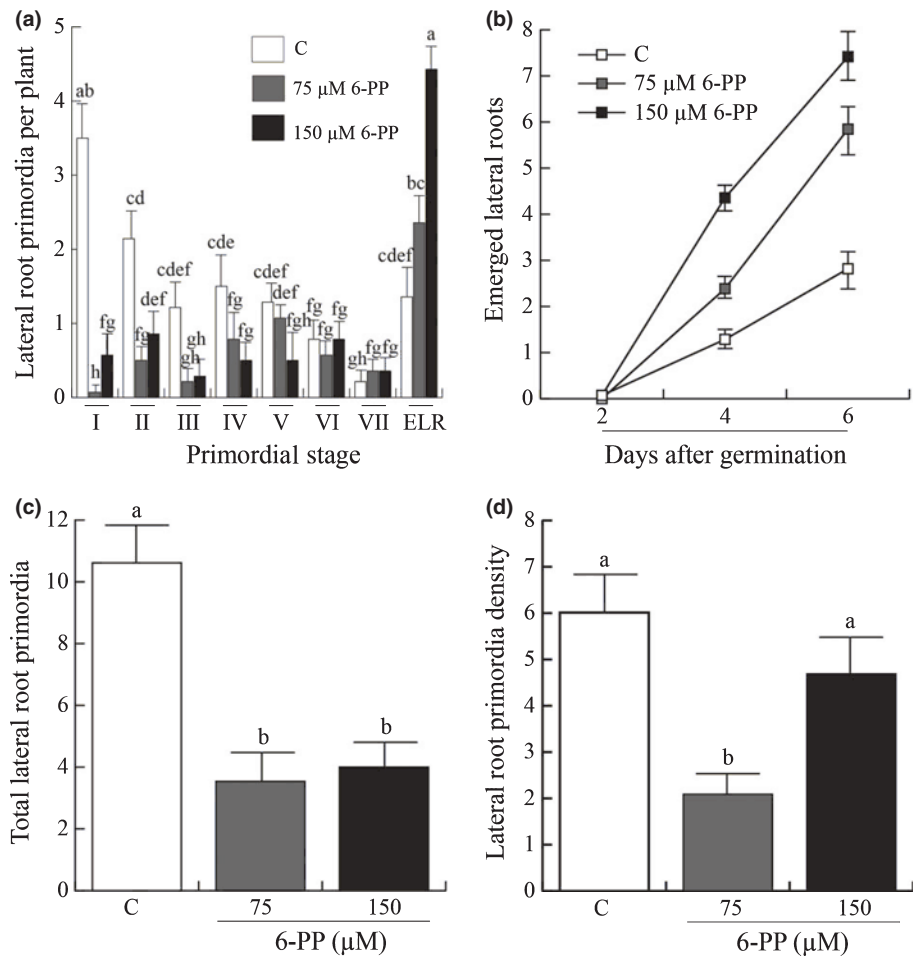 (a)
Lateral root primordia per plant
5
4
3
2
1
0
C
75 µM 6-PP
150 µM 6-PP
ab
h
fg
cd
fg
def
cdef
gh
gh
cde
fg
fg
cdef
def
fgh
fg
fg
fg
gh
fg
fg
cdef
bc
a
I II III IV V VI VII ELR
Primordial stage
(b)
Emerged lateral roots
8
7
6
5
4
3
2
1
0
C
75 µM 6-PP
150 µM 6-PP
2 4 6
Days after germination
(c)
Total lateral root primordia
12
10
8
6
4
2
0
a
b
b
C 75 150
6-PP (µM)
(d)
Lateral root primordia density
8
7
6
5
4
3
2
1
0
a
b
a
C 75 150
6-PP (µM)